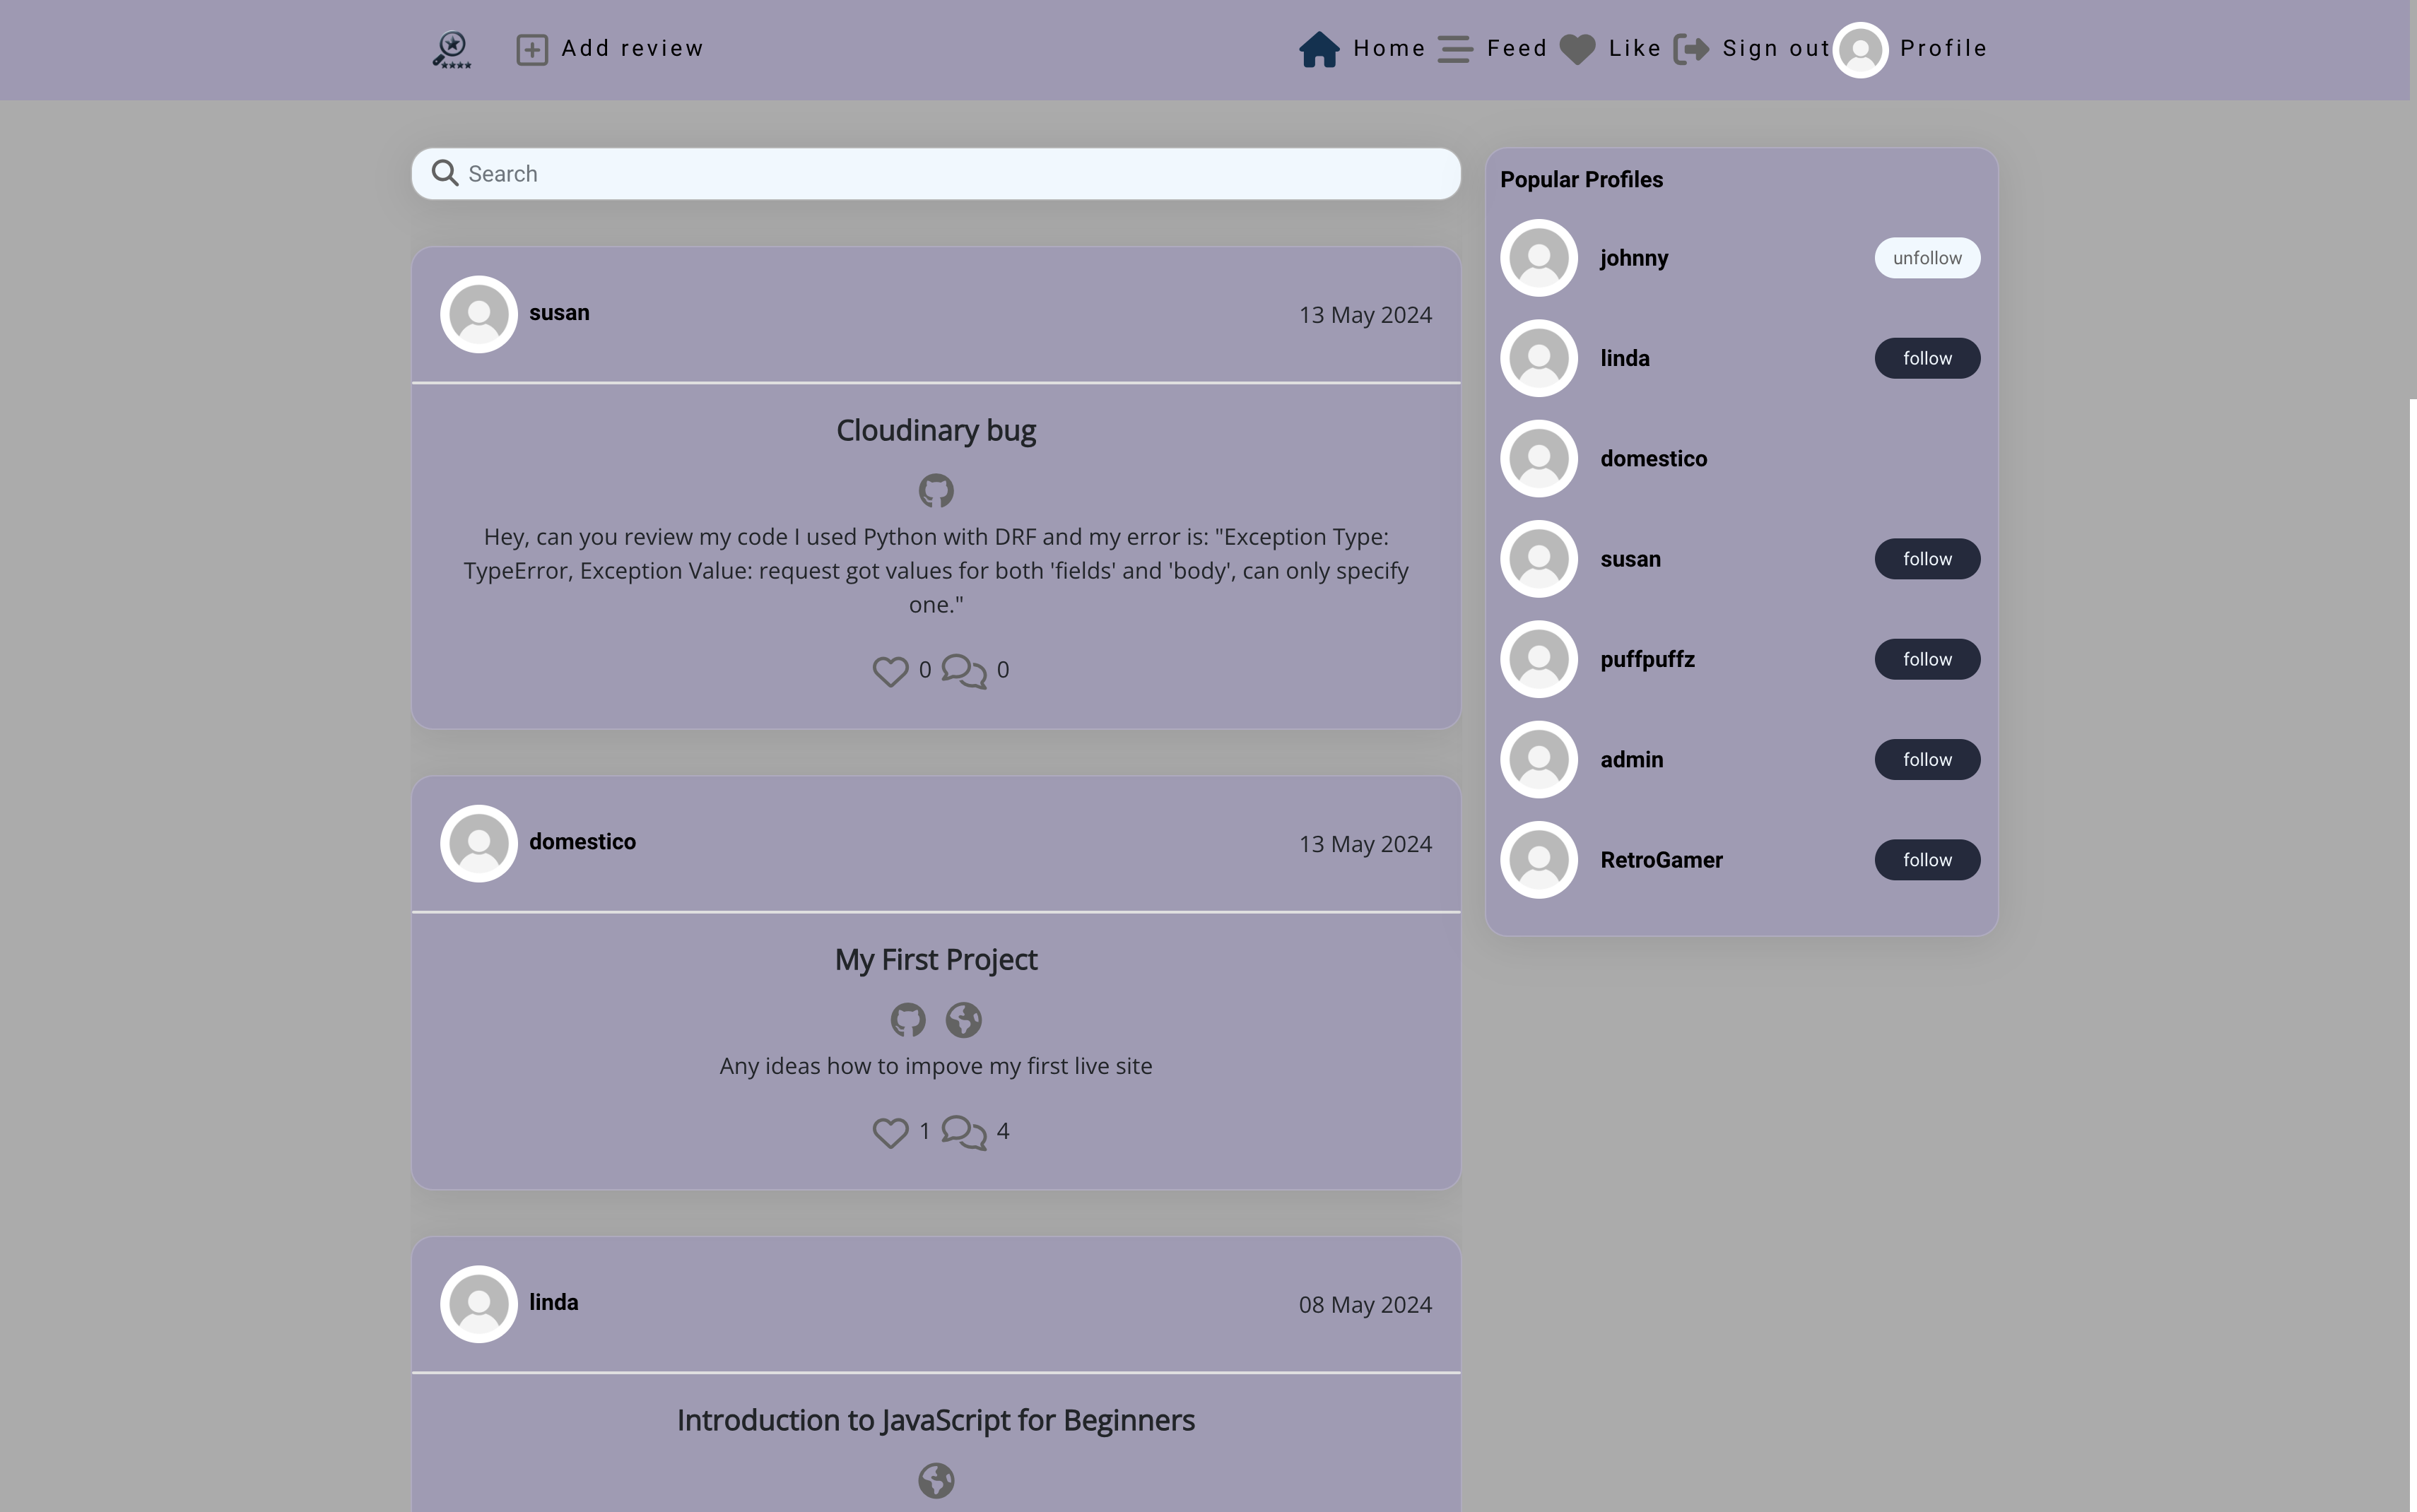 Add review
Home
Feed
Like
Sign out
Profile
Search
susan
13 May 2024
Cloudinary bug
Hey, can you review my code I used Python with DRF and my error is: "Exception Type:
TypeError, Exception Value: request got values for both 'fields' and 'body', can only specify
one."
0
0
domestico
13 May 2024
My First Project
Any ideas how to impove my first live site
1
4
linda
08 May 2024
Introduction to JavaScript for Beginners
Popular Profiles
johnny
unfollow
linda
follow
domestico
susan
follow
puffpuffz
follow
admin
follow
RetroGamer
follow